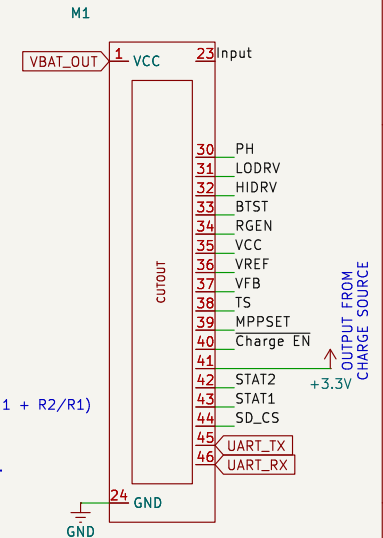 M1
1
23
Input
VBAT_OUT
VCC
30
PH
31
LODRV
32
HIDRV
33
BTST
34
RGEN
35
VCC
36
VREF
37
VFB
38
TS
39
MPPSET
40
Charge EN
41
42
STAT2
43
STAT1
44
SD_CS
45
UART_TX
46
UART_RX
CUTOUT
OUTPUT FROM
CHARGE SOURCE
+3.3V
1 + R2/R1)
.
24
GND
GND